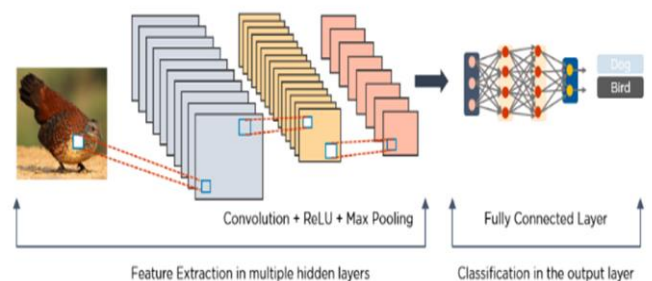 Dog
Bird
Convolution + ReLU + Max Pooling
Fully Connected Layer
Feature Extraction in multiple hidden layers
Classification in the output layer